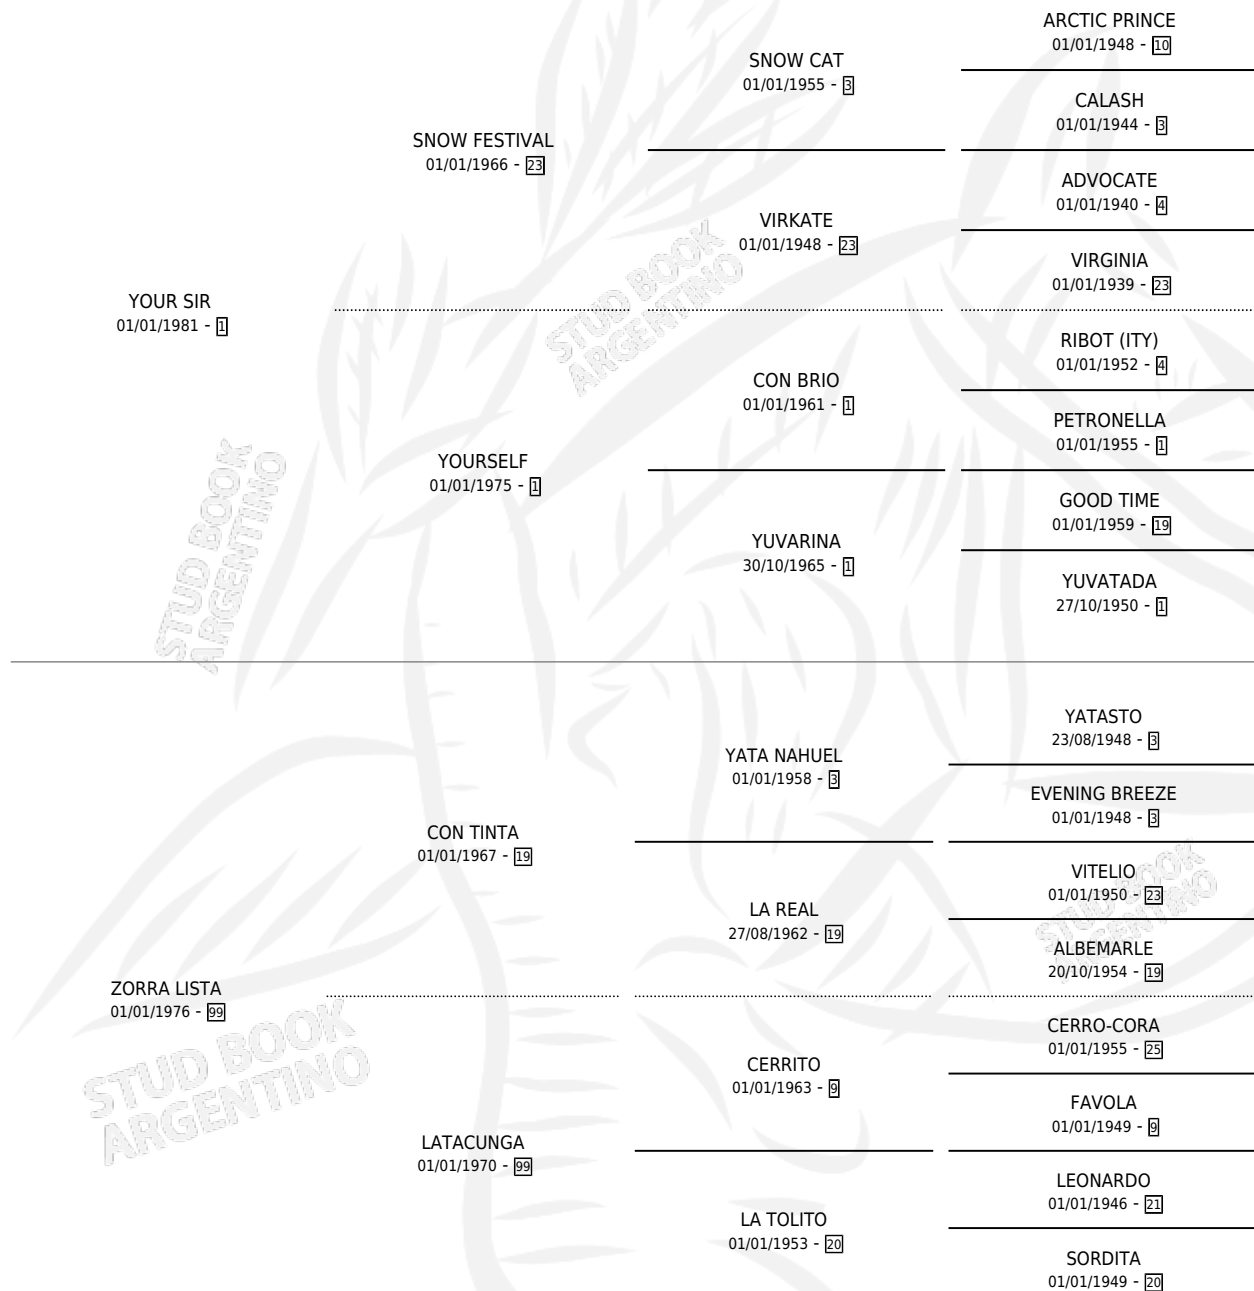 ARCTIC PRINCE
01/01/1948 - 10
SNOW CAT
01/01/1955 - 3
CALASH
01/01/1944 - 3
SNOW FESTIVAL
01/01/1966 - 23
ADVOCATE
01/01/1940 - 4
VIRKATE
01/01/1948 - 23
VIRGINIA
01/01/1939 - 23
YOUR SIR
01/01/1981 - 1
RIBOT (ITY)
01/01/1952 - 4
CON BRIO
01/01/1961 - 1
PETRONELLA
01/01/1955 - 1
YOURSELF
01/01/1975 - 1
GOOD TIME
01/01/1959 - 19
YUVARINA
30/10/1965 - 1
YUVATADA
27/10/1950 - 1
YATASTO
23/08/1948 - 3
YATA NAHUEL
01/01/1958 - 3
EVENING BREEZE
01/01/1948 - 3
CON TINTA
01/01/1967 - 19
VITELIO
01/01/1950 - 23
LA REAL
27/08/1962 - 19
ALBEMARLE
20/10/1954 - 19
ZORRA LISTA
01/01/1976 - 99
CERRO-CORA
01/01/1955 - 25
CERRITO
01/01/1963 - 9
FAVOLA
01/01/1949 - 9
LATACUNGA
01/01/1970 - 99
LEONARDO
01/01/1946 - 21
LA TOLITO
01/01/1953 - 20
SORDITA
01/01/1949 - 20
STUD BOOK
ARGENTINO
STUD BOOK
ARGENTINO
STUD BOOK
ARGENTINO
STUD BOOK
ARGENTINO